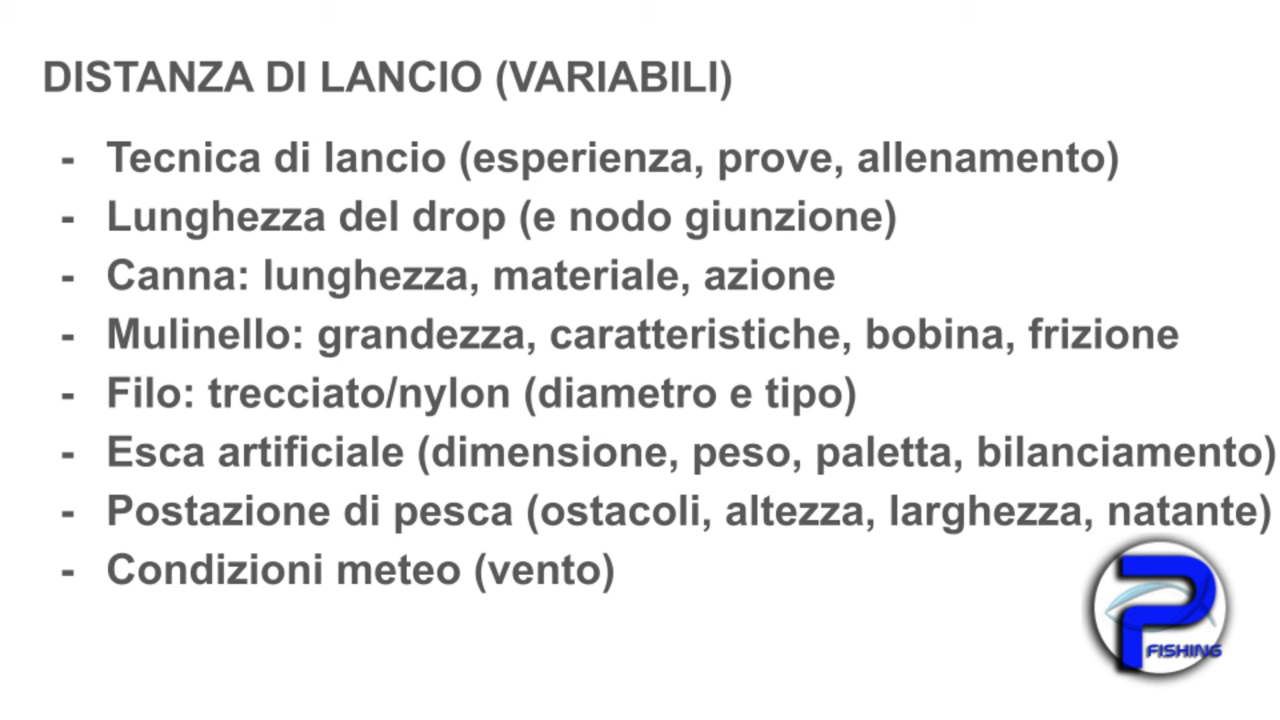 DISTANZA DI LANCIO (VARIABILI)
- Tecnica di lancio (esperienza, prove, allenamento)
- Lunghezza del drop (e nodo giunzione)
- Canna: lunghezza, materiale, azione
- Mulinello: grandezza, caratteristiche, bobina, frizione
- Filo: trecciato/nylon (diametro e tipo)
- Esca artificiale (dimensione, peso, paletta, bilanciamento)
- Postazione di pesca (ostacoli, altezza, larghezza, natante)
- Condizioni meteo (vento)
P
FISHING